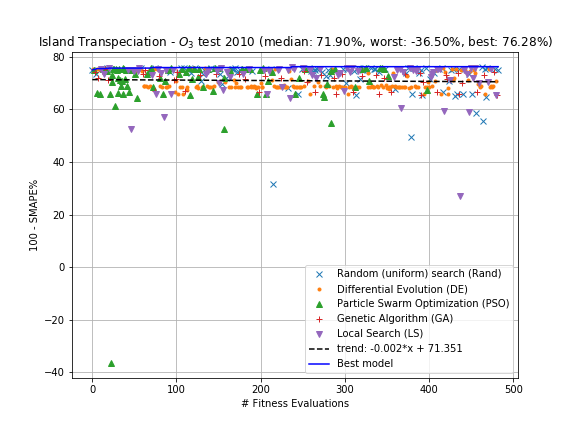 Island Transpeciation - O3 test 2010 (median: 71.90%, worst: -36.50%, best: 76.28%)
80
60
40
20
0
−20
−40
100 - SMAPE%
0 100 200 300 400 500
# Fitness Evaluations
Random (uniform) search (Rand)
Differential Evolution (DE)
Particle Swarm Optimization (PSO)
Genetic Algorithm (GA)
Local Search (LS)
trend: -0.002*x + 71.351
Best model